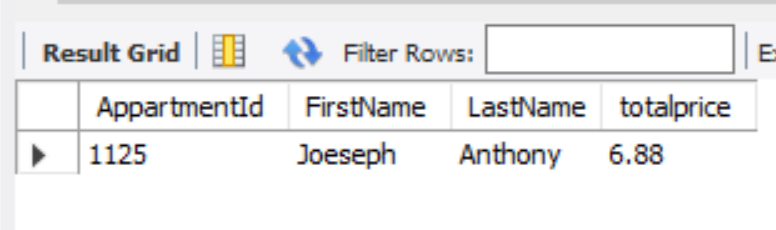 Result Grid Filter Rows:
AppartmentId FirstName LastName totalprice
1125 Joeseph Anthony 6.88